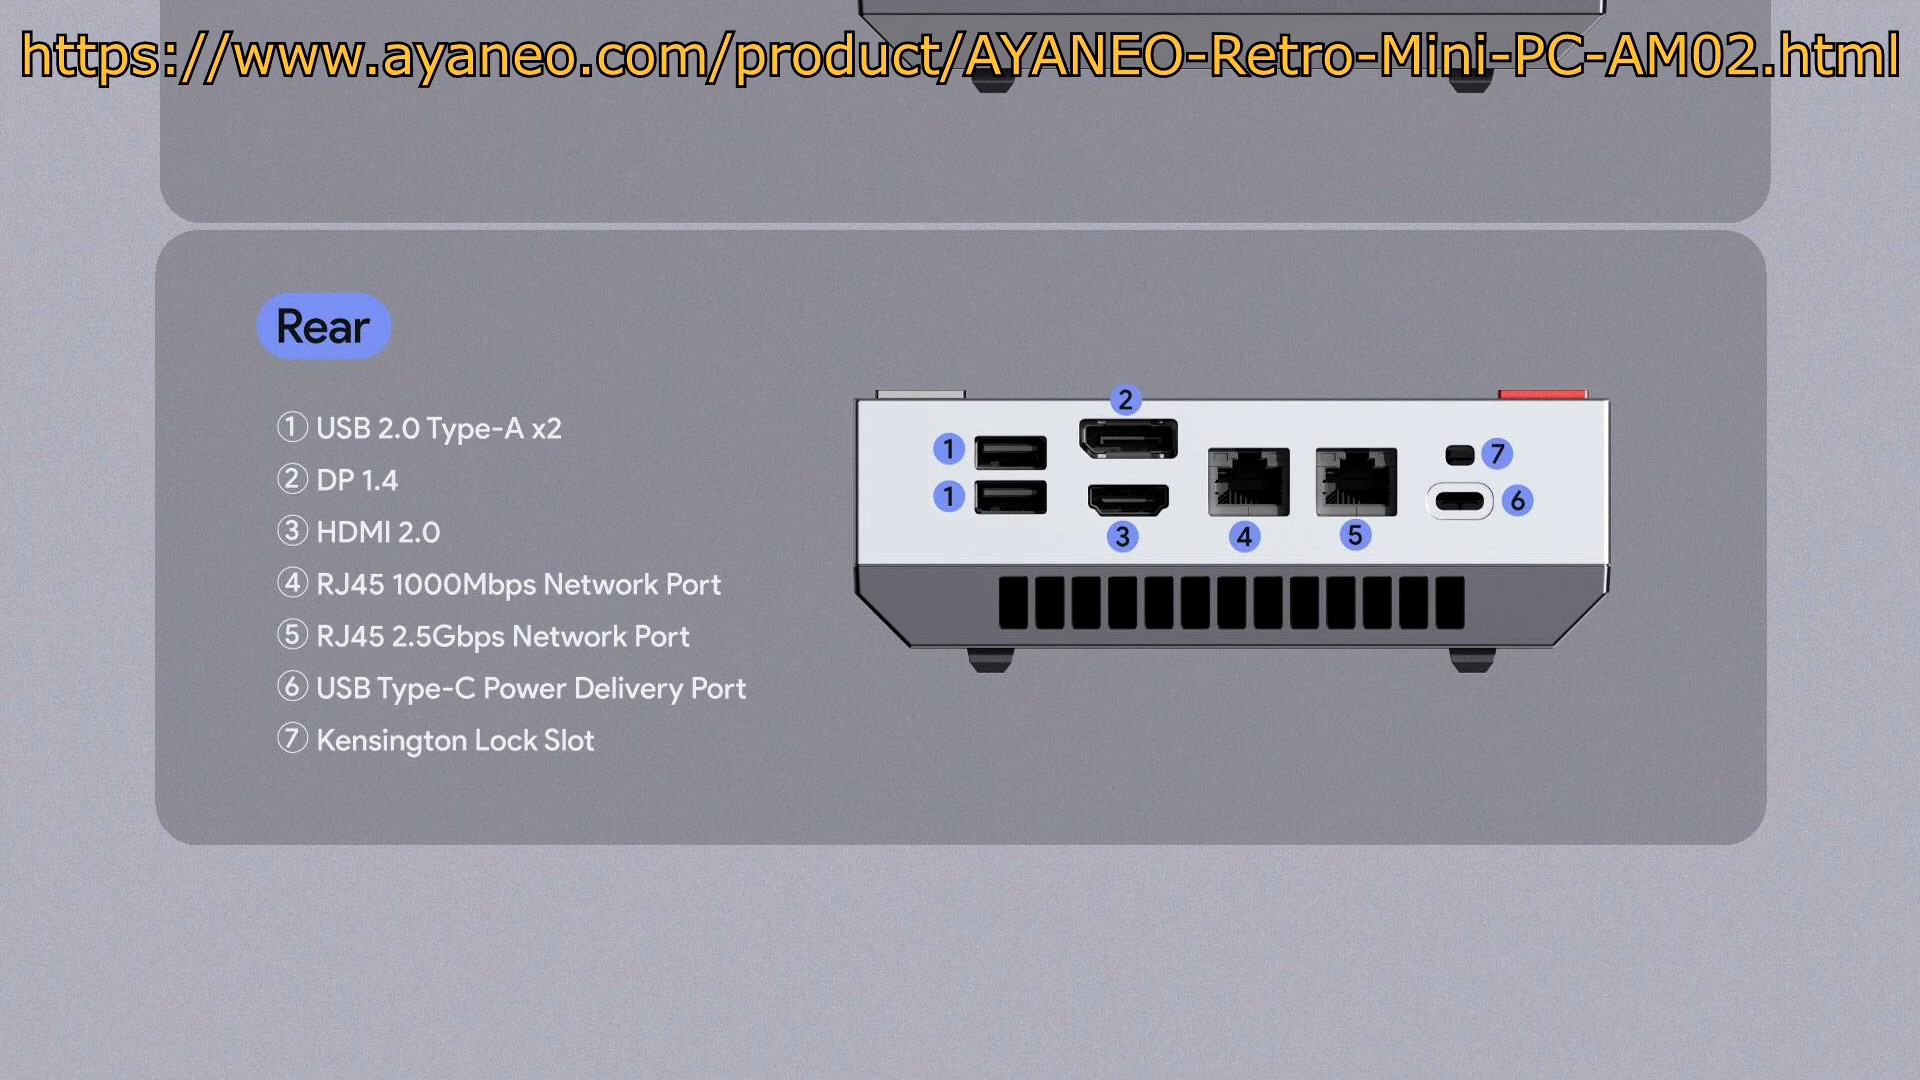 https://www.ayaneo.com/product/AYANEO-Retro-Mini-PC-AM02.html
Rear
① USB 2.0 Type-A x2
② DP 1.4
③ HDMI 2.0
④ RJ45 1000Mbps Network Port
⑤ RJ45 2.5Gbps Network Port
⑥ USB Type-C Power Delivery Port
⑦ Kensington Lock Slot
2
1
7
1
6
3
4
5